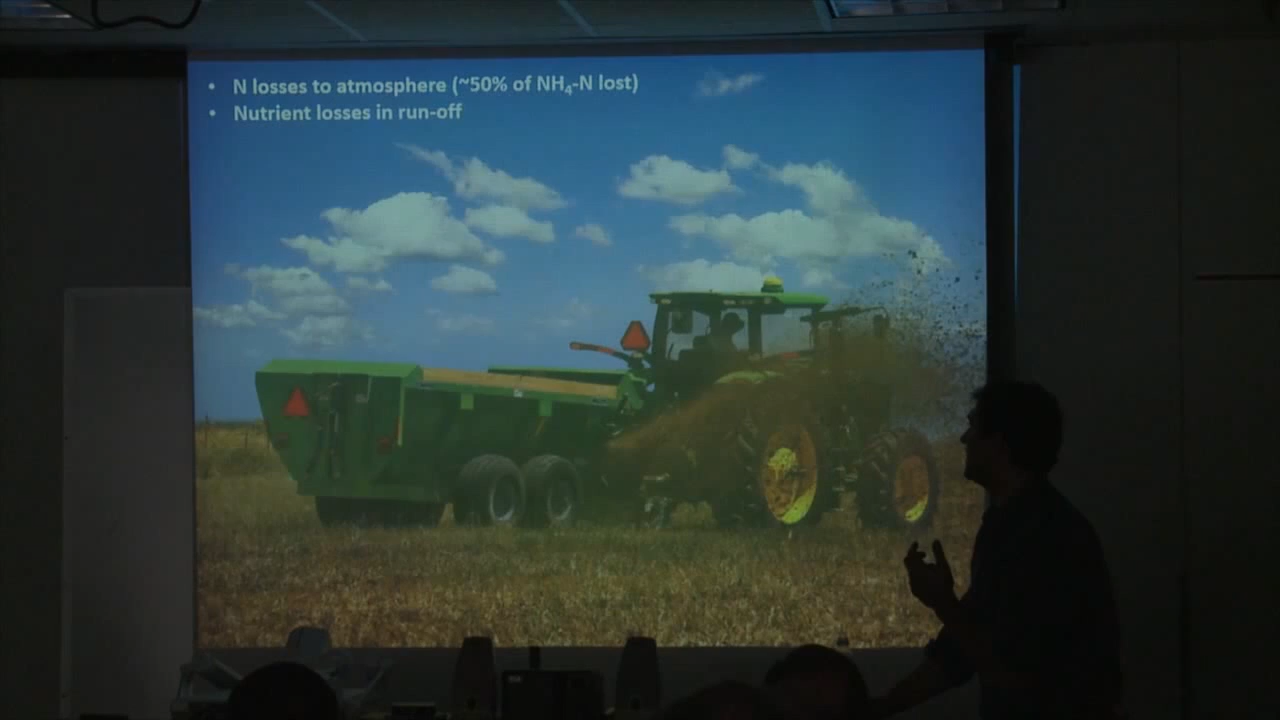 • N losses to atmosphere (~50% of NH₄-N lost)
• Nutrient losses in run-off